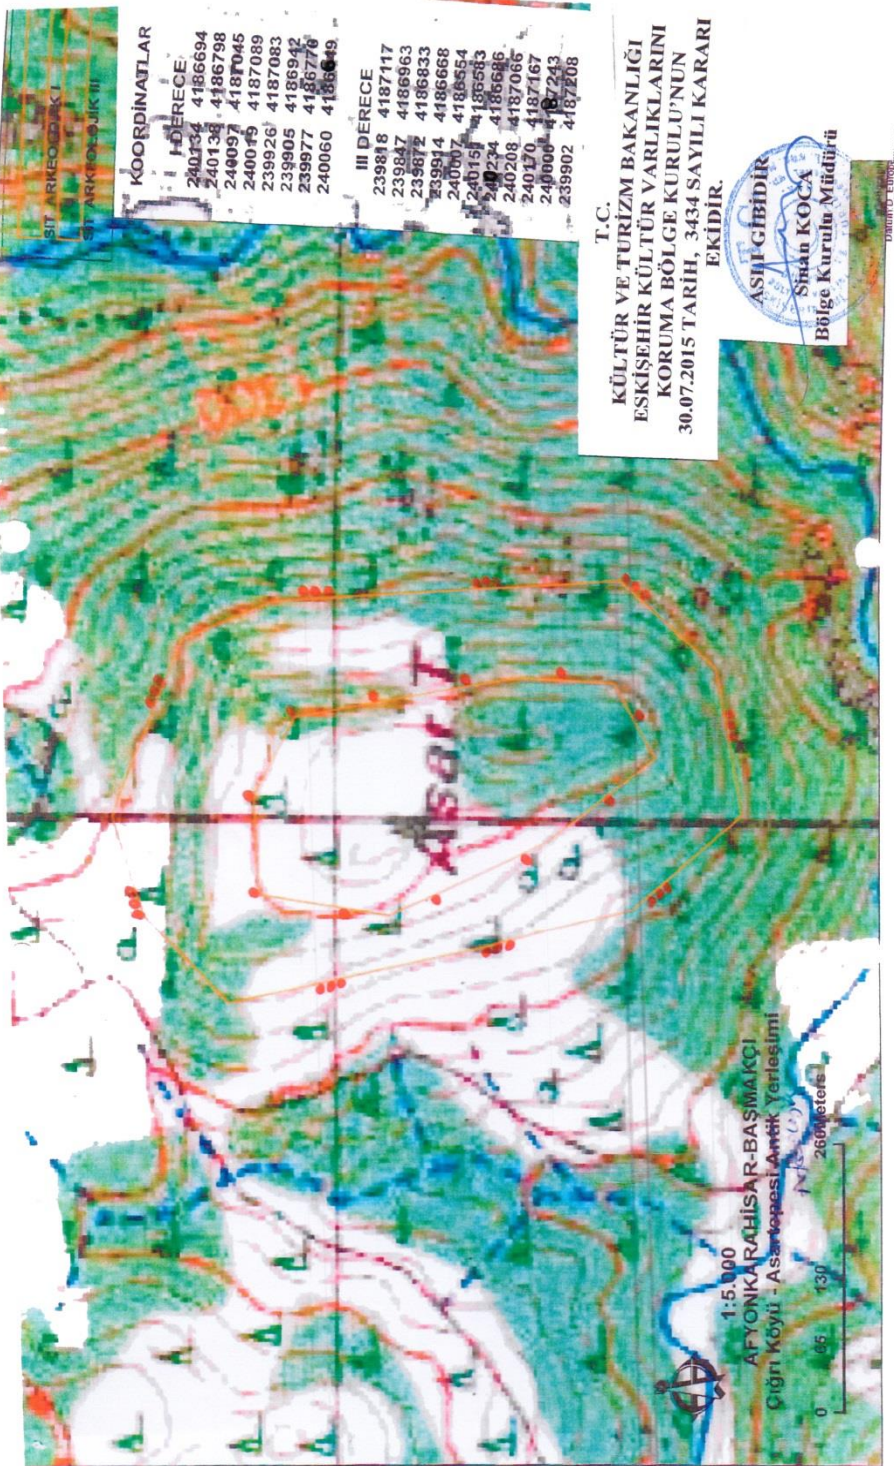 SİT ARKEOLOJİK I
SİT ARKEOLOJİK III
KOORDİNATLAR
I DERECE
240134 4186694
240138 4186798
240097 4187045
240019 4187089
239926 4187083
239905 4186942
239977 4186770
240060
III DERECE
239818 4187117
239847 4186963
239872 4186833
239914 4186668
240007 4186554
240208 4187066
240170 4187167
239902 4187208
T.C.
KÜLTÜR VE TURİZM BAKANLIĞI
ESKİŞEHİR KÜLTÜR VARLIKLARINI
KORUMA BÖLGE KURULU'NUN
30.07.2015 TARİH, 3434 SAYILI KARARI
EKİDİR.
ASLI GİBİDİR
Sinan KOCA
Bölge Kurulu Müdürü
Asar T
1:5.000
AFYONKARAHİSAR-BAŞMAKÇI
Çığrı Köyü - Asartepesi Antik Yerleşimi
0 65 130 260 Meters